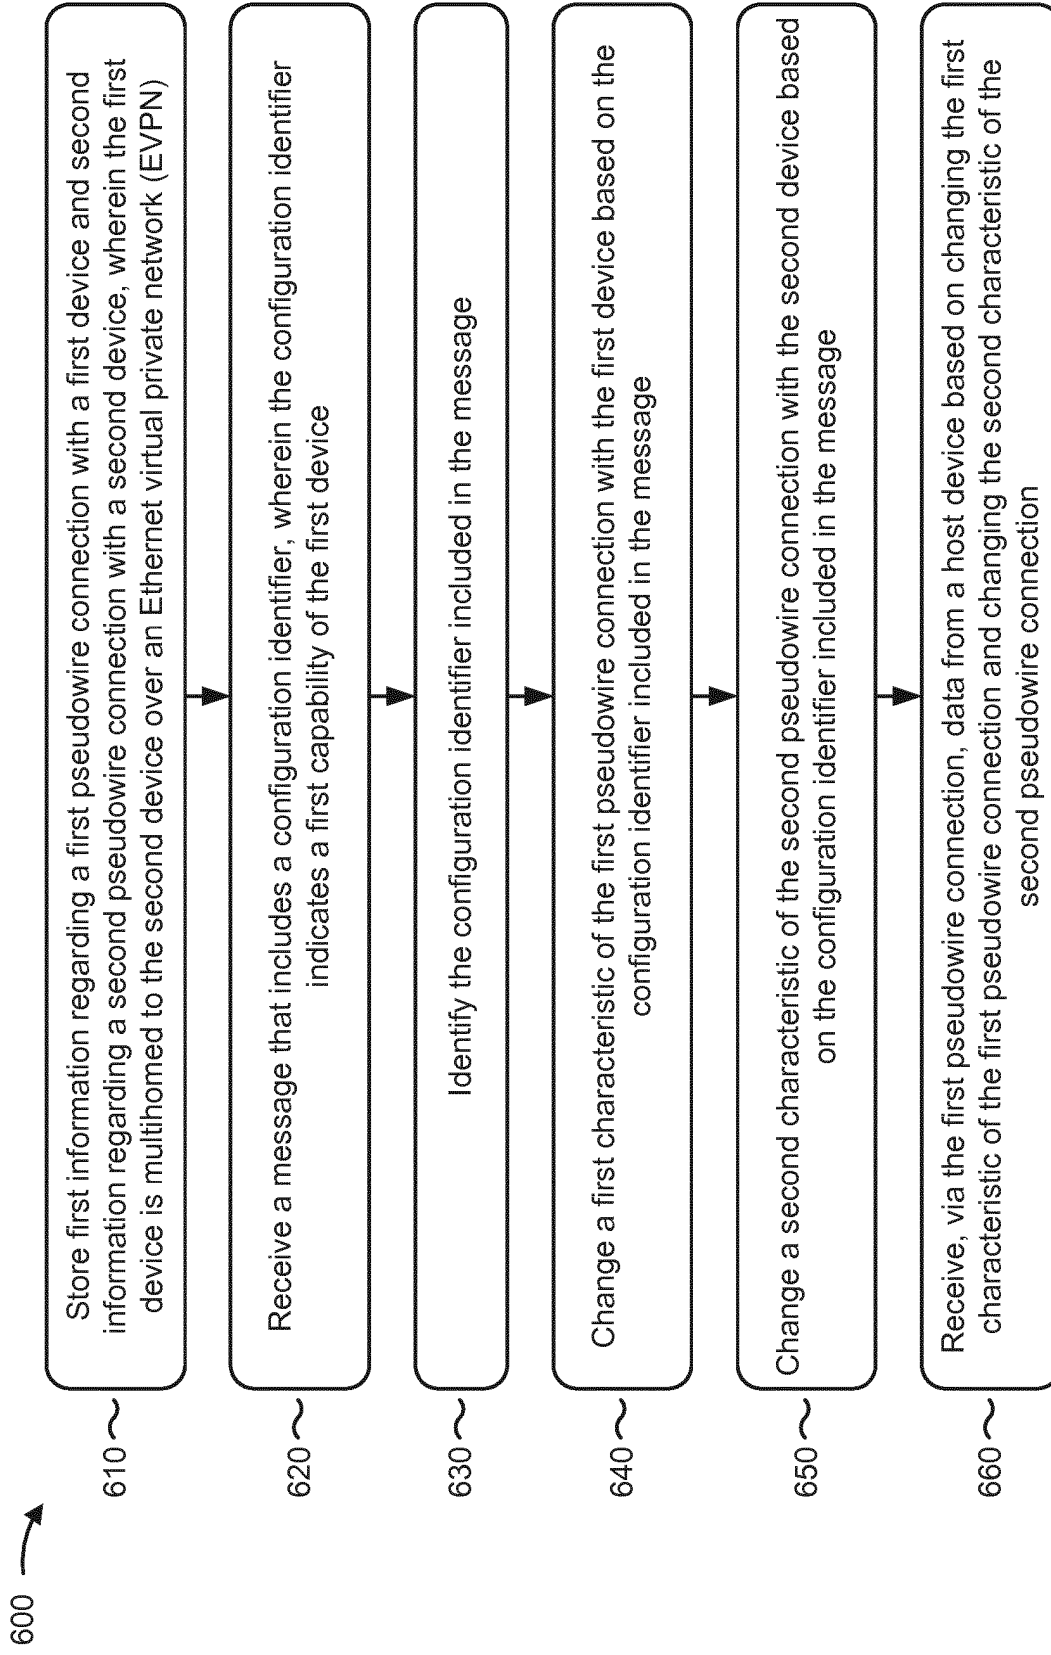 600
610
Store first information regarding a first pseudowire connection with a first device and second
information regarding a second pseudowire connection with a second device, wherein the first
device is multihomed to the second device over an Ethernet virtual private network (EVPN)
620
Receive a message that includes a configuration identifier, wherein the configuration identifier
indicates a first capability of the first device
630
Identify the configuration identifier included in the message
640
Change a first characteristic of the first pseudowire connection with the first device based on the
configuration identifier included in the message
650
Change a second characteristic of the second pseudowire connection with the second device based
on the configuration identifier included in the message
660
Receive, via the first pseudowire connection, data from a host device based on changing the first
characteristic of the first pseudowire connection and changing the second characteristic of the
second pseudowire connection